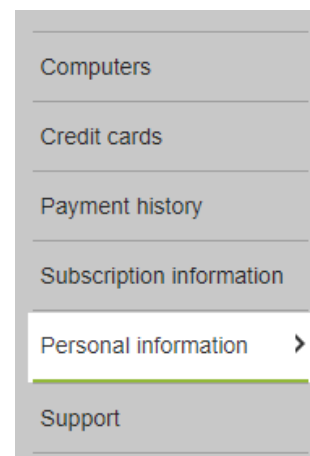 Computers
Credit cards
Payment history
Subscription information
Personal information
Support